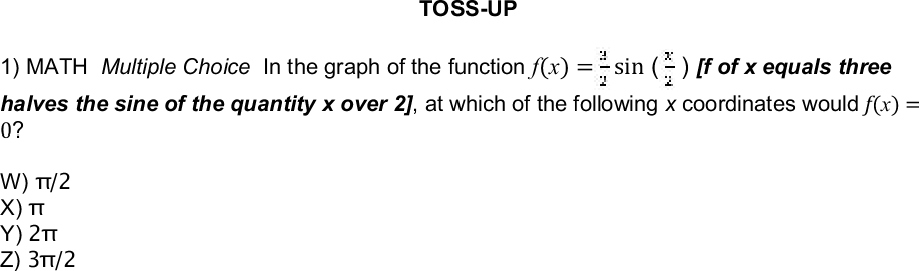 TOSS-UP
1) MATH Multiple Choice In the graph of the function f(x) = 3/2 sin ( x/2 ) [f of x equals three
halves the sine of the quantity x over 2], at which of the following x coordinates would f(x) =
0?
W) π/2
X) π
Y) 2π
Z) 3π/2